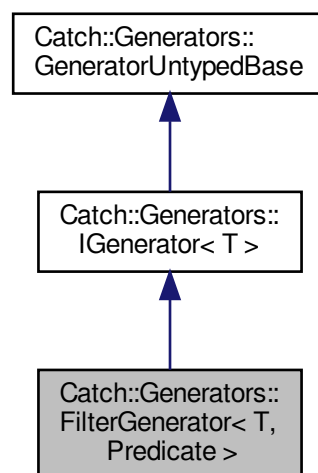 Catch::Generators::
GeneratorUntypedBase
Catch::Generators::
IGenerator< T >
Catch::Generators::
FilterGenerator< T,
Predicate >